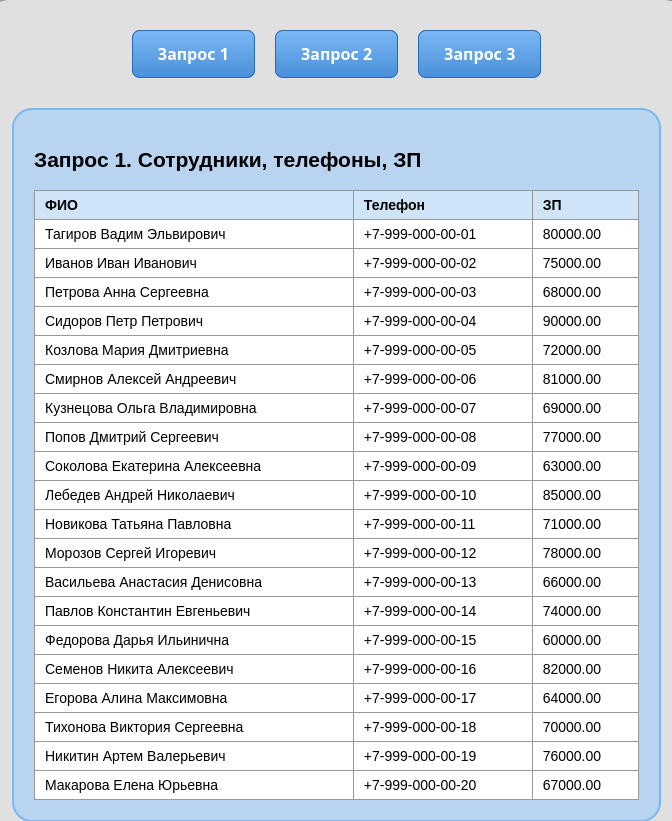 Запрос 1 Запрос 2 Запрос 3
Запрос 1. Сотрудники, телефоны, ЗП
ФИО Телефон ЗП
Тагиров Вадим Эльвирович +7-999-000-00-01 80000.00
Иванов Иван Иванович +7-999-000-00-02 75000.00
Петрова Анна Сергеевна +7-999-000-00-03 68000.00
Сидоров Петр Петрович +7-999-000-00-04 90000.00
Козлова Мария Дмитриевна +7-999-000-00-05 72000.00
Смирнов Алексей Андреевич +7-999-000-00-06 81000.00
Кузнецова Ольга Владимировна +7-999-000-00-07 69000.00
Попов Дмитрий Сергеевич +7-999-000-00-08 77000.00
Соколова Екатерина Алексеевна +7-999-000-00-09 63000.00
Лебедев Андрей Николаевич +7-999-000-00-10 85000.00
Новикова Татьяна Павловна +7-999-000-00-11 71000.00
Морозов Сергей Игоревич +7-999-000-00-12 78000.00
Васильева Анастасия Денисовна +7-999-000-00-13 66000.00
Павлов Константин Евгеньевич +7-999-000-00-14 74000.00
Федорова Дарья Ильинична +7-999-000-00-15 60000.00
Семенов Никита Алексеевич +7-999-000-00-16 82000.00
Егорова Алина Максимовна +7-999-000-00-17 64000.00
Тихонова Виктория Сергеевна +7-999-000-00-18 70000.00
Никитин Артем Валерьевич +7-999-000-00-19 76000.00
Макарова Елена Юрьевна +7-999-000-00-20 67000.00